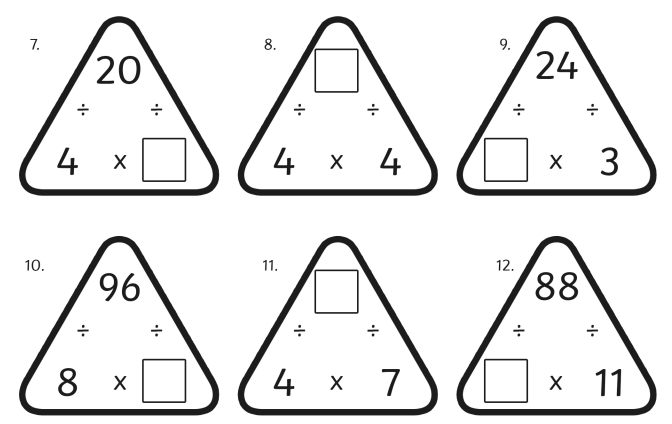 7. 8. 9.
20 24
÷ ÷ ÷ ÷ ÷ ÷
4 x 4 x 4 x 3
10. 11. 12.
96 88
÷ ÷ ÷ ÷ ÷ ÷
8 x 4 x 7 x 11